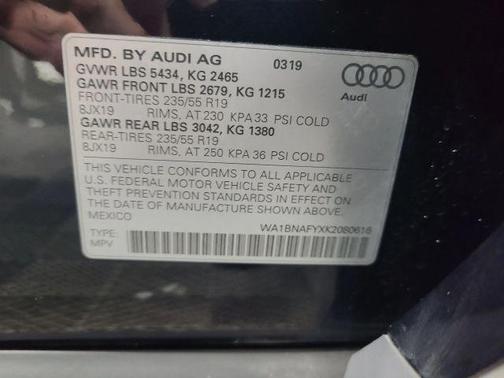 MFD. BY AUDI AG 0319
GVWR LBS 5434, KG 2465
GAWR FRONT LBS 2679, KG 1215
FRONT-TIRES 235/55 R19
8JX19 RIMS, AT 230 KPA 33 PSI COLD
GAWR REAR LBS 3042, KG 1380
REAR-TIRES 235/55 R19
8JX19 RIMS, AT 250 KPA 36 PSI COLD
Audi
THIS VEHICLE CONFORMS TO ALL APPLICABLE
U.S. FEDERAL MOTOR VEHICLE SAFETY AND
THEFT PREVENTION STANDARDS IN EFFECT ON
THE DATE OF MANUFACTURE SHOWN ABOVE.
MEXICO
WA1BNAFYXK2080616
TYPE:
MPV